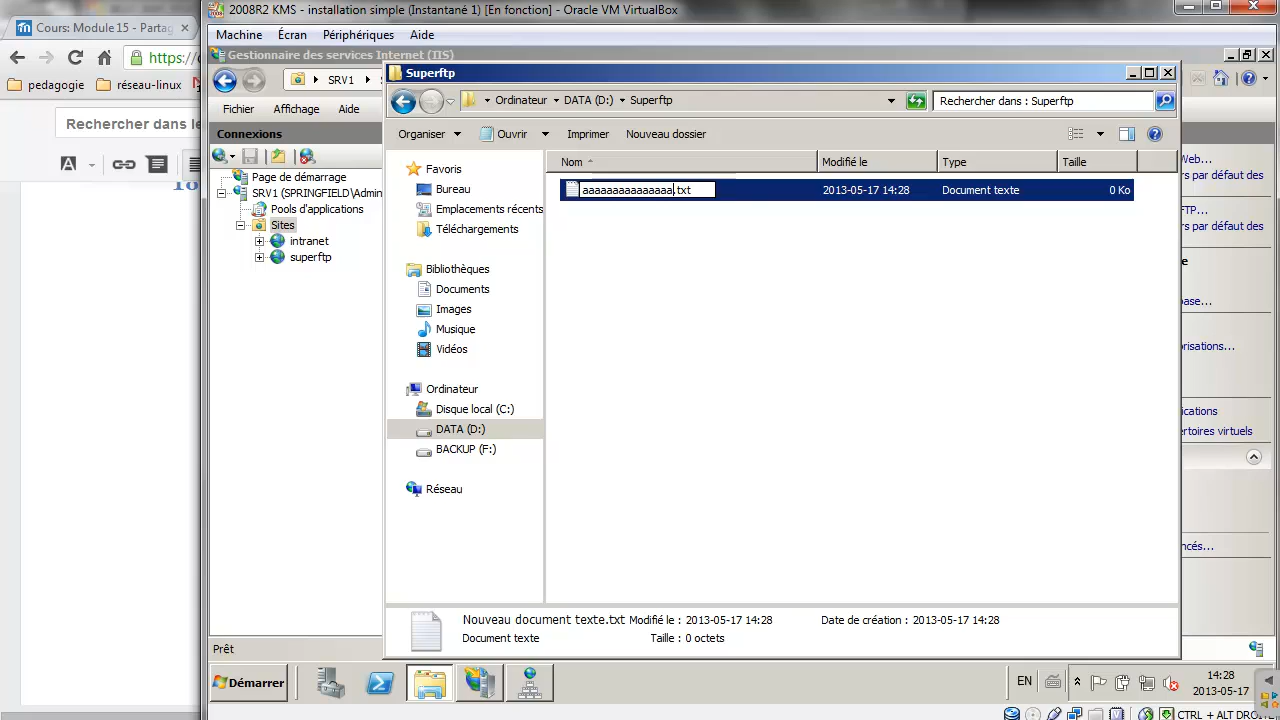 2008R2 KMS - installation simple (Instantané 1) [En fonction] - Oracle VM VirtualBox
Cours: Module 15 - Partag
Machine Écran Périphériques Aide
https://c
Gestionnaire des services Internet (IIS)
pedagogie réseau-linux
SRV1
Superftp
Ordinateur DATA (D:) Superftp
Rechercher dans : Superftp
Rechercher dans le
Fichier Affichage Aide
Organiser Ouvrir Imprimer Nouveau dossier
Connexions
Page de démarrage
SRV1 (SPRINGFIELD\Admin
Pools d'applications
Sites
intranet
superftp
Favoris
Bureau
Emplacements récents
Téléchargements
Bibliothèques
Documents
Images
Musique
Vidéos
Ordinateur
Disque local (C:)
DATA (D:)
BACKUP (F:)
Réseau
Nom Modifié le Type Taille
aaaaaaaaaaaaaaa.txt 2013-05-17 14:28 Document texte 0 Ko
Web...
rs par défaut des
FTP...
rs par défaut des
e
base...
orisations...
lications
ertoires virtuels
ncés...
Nouveau document texte.txt Modifié le : 2013-05-17 14:28 Date de création : 2013-05-17 14:28
Document texte Taille : 0 octets
Prêt
Démarrer
EN
14:28
2013-05-17
CTRL + ALT DRO